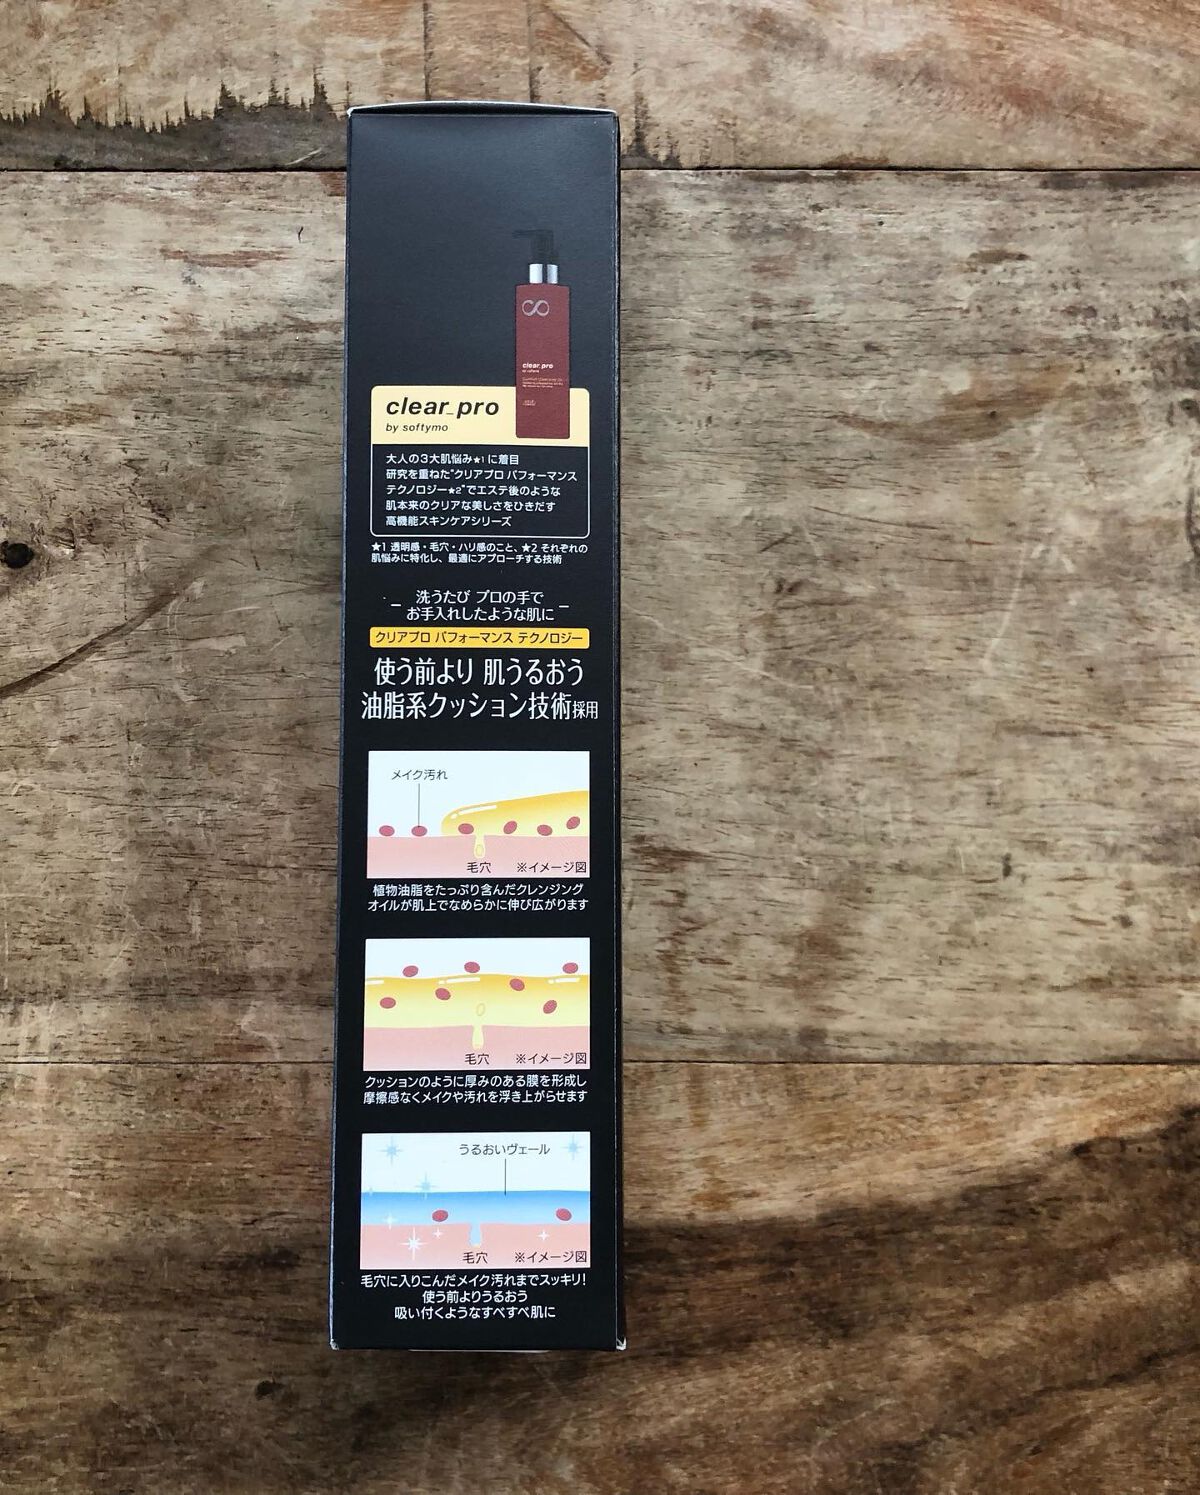 clear_pro
by softymo
clear_pro
by softymo
大人の3大肌悩み★1に着目
研究を重ねた"クリアプロ パフォーマンス
テクノロジー★2"でエステ後のような
肌本来のクリアな美しさをひきだす
高機能スキンケアシリーズ
★1 透明感・毛穴・ハリ感のこと、★2 それぞれの
肌悩みに特化し、最適にアプローチする技術
洗うたび プロの手で
お手入れしたような肌に
クリアプロ パフォーマンス テクノロジー
使う前より 肌うるおう
油脂系クッション技術採用
メイク汚れ
毛穴 ※イメージ図
植物油脂をたっぷり含んだクレンジング
オイルが肌上でなめらかに伸び広がります
毛穴 ※イメージ図
クッションのように厚みのある膜を形成し
摩擦感なくメイクや汚れを浮き上がらせます
うるおいヴェール
毛穴 ※イメージ図
毛穴に入りこんだメイク汚れまでスッキリ!
使う前よりうるおう
吸い付くようなすべすべ肌に